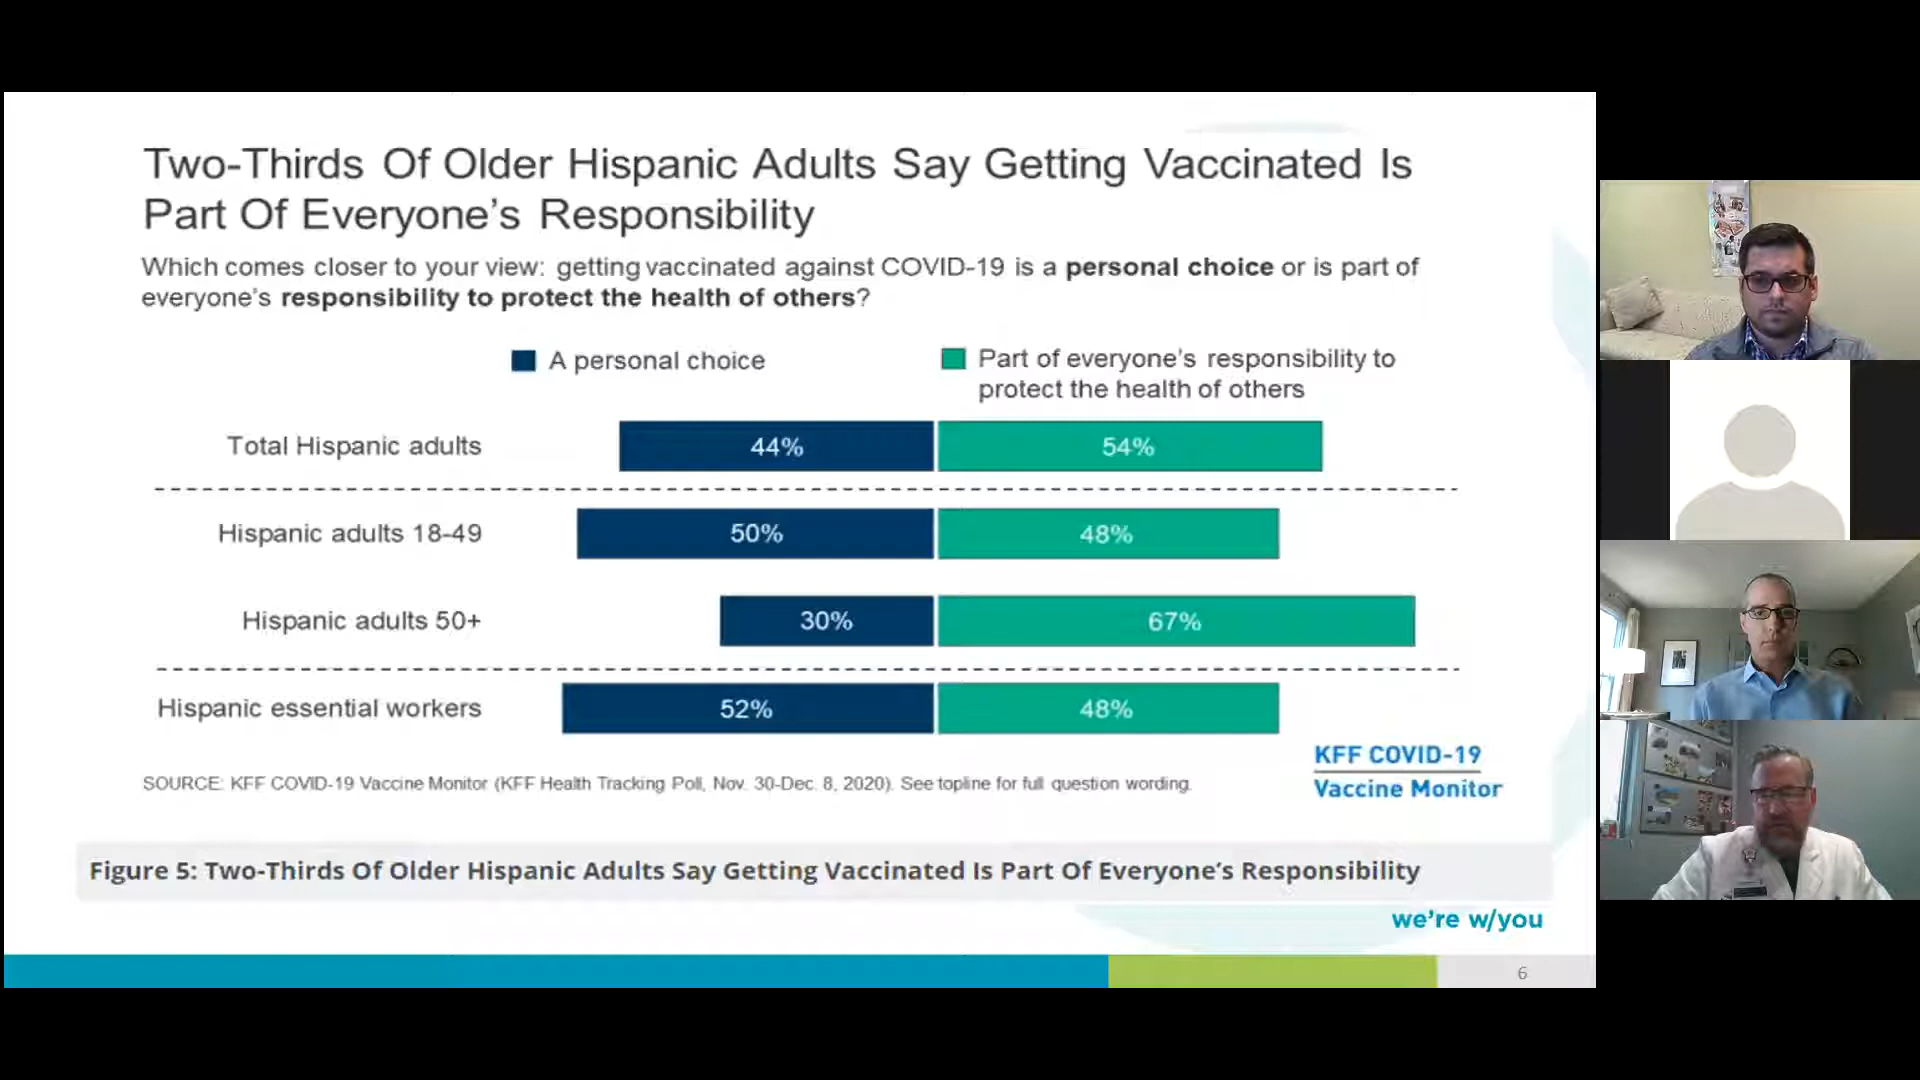 Two-Thirds Of Older Hispanic Adults Say Getting Vaccinated Is
Part Of Everyone’s Responsibility
Which comes closer to your view: getting vaccinated against COVID-19 is a personal choice or is part of
everyone’s responsibility to protect the health of others?
A personal choice
Part of everyone’s responsibility to
protect the health of others
Total Hispanic adults 44% 54%
Hispanic adults 18-49 50% 48%
Hispanic adults 50+ 30% 67%
Hispanic essential workers 52% 48%
KFF COVID-19
Vaccine Monitor
SOURCE: KFF COVID-19 Vaccine Monitor (KFF Health Tracking Poll, Nov. 30-Dec. 8, 2020). See topline for full question wording.
Figure 5: Two-Thirds Of Older Hispanic Adults Say Getting Vaccinated Is Part Of Everyone’s Responsibility
we’re w/you
6